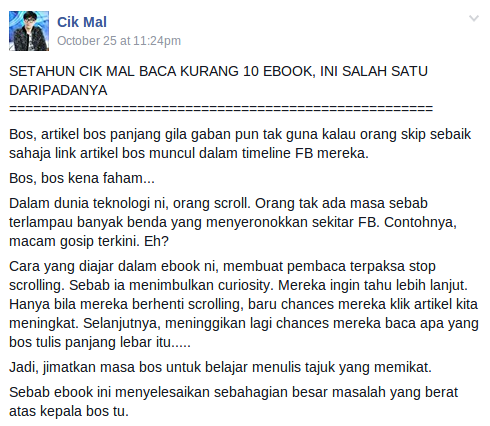 Cik Mal
October 25 at 11:24pm
SETAHUN CIK MAL BACA KURANG 10 EBOOK, INI SALAH SATU
DARIPADANYA
=====================================================
Bos, artikel bos panjang gila gaban pun tak guna kalau orang skip sebaik
sahaja link artikel bos muncul dalam timeline FB mereka.
Bos, bos kena faham...
Dalam dunia teknologi ni, orang scroll. Orang tak ada masa sebab
terlampau banyak benda yang menyeronokkan sekitar FB. Contohnya,
macam gosip terkini. Eh?
Cara yang diajar dalam ebook ni, membuat pembaca terpaksa stop
scrolling. Sebab ia menimbulkan curiosity. Mereka ingin tahu lebih lanjut.
Hanya bila mereka berhenti scrolling, baru chances mereka klik artikel kita
meningkat. Selanjutnya, meninggikan lagi chances mereka baca apa yang
bos tulis panjang lebar itu.....
Jadi, jimatkan masa bos untuk belajar menulis tajuk yang memikat.
Sebab ebook ini menyelesaikan sebahagian besar masalah yang berat
atas kepala bos tu.